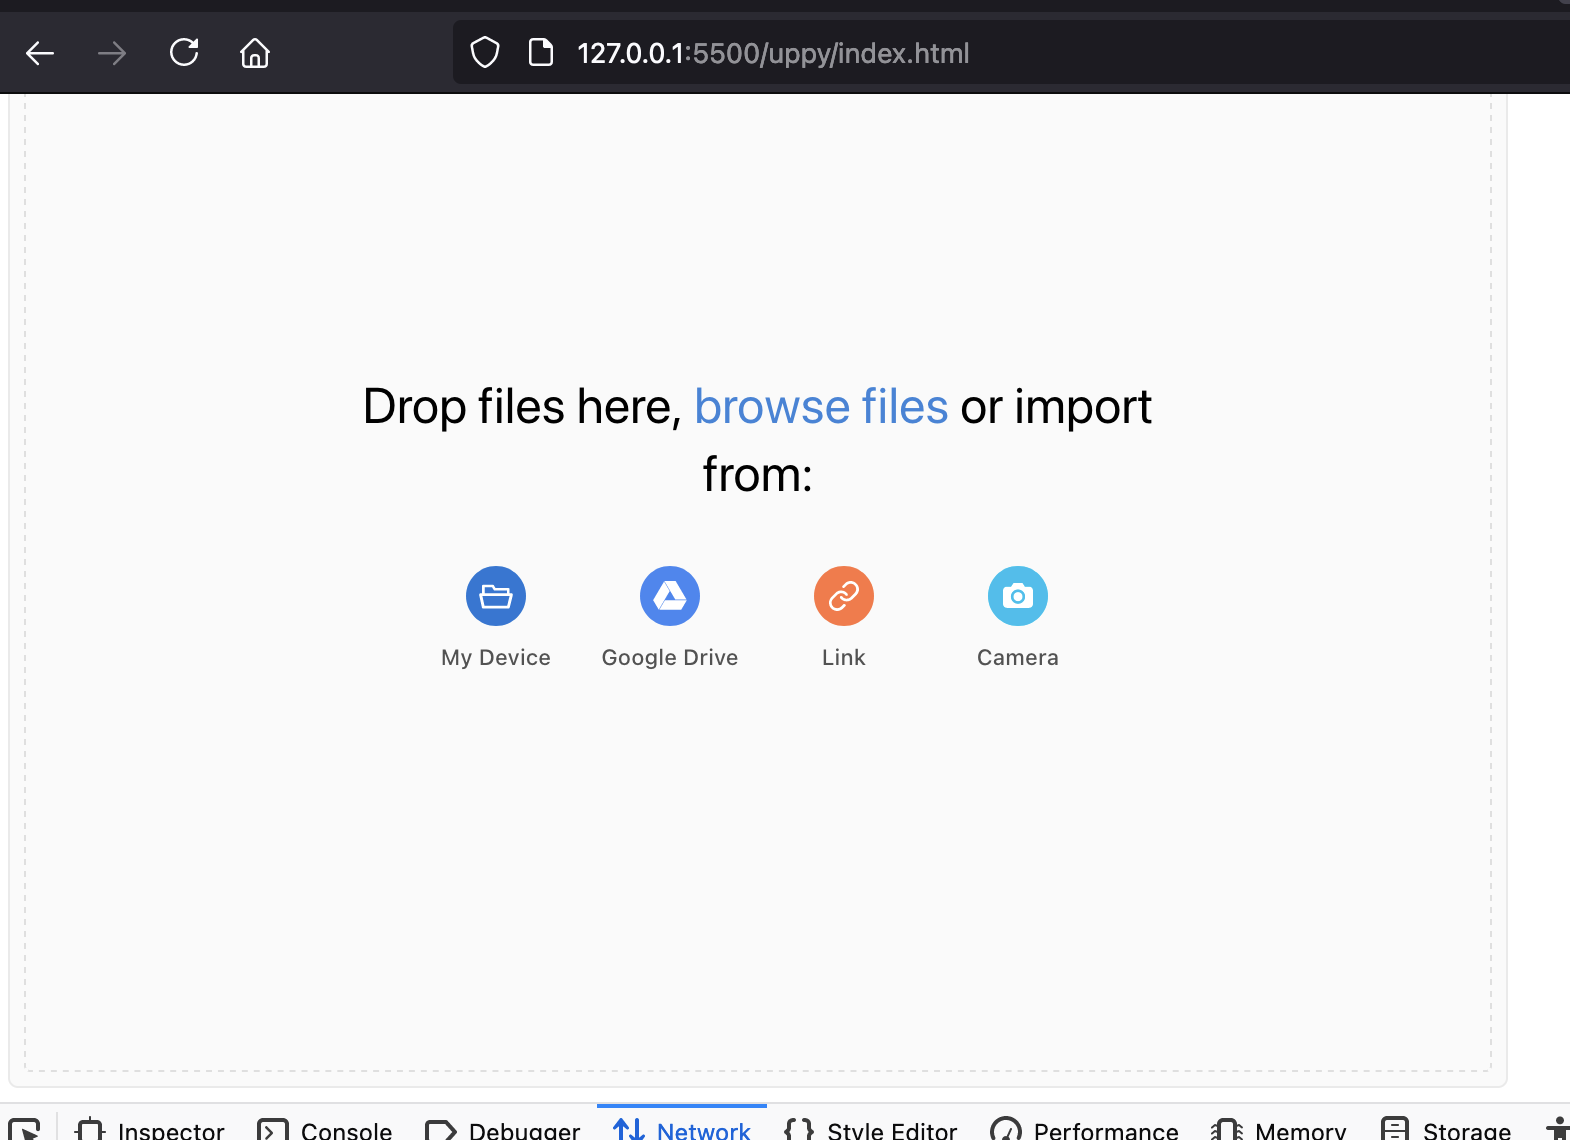 127.0.0.1:5500/uppy/index.html
Drop files here, browse files or import
from:
My Device Google Drive Link Camera
Inspector Console Debugger Network Style Editor Performance Memory Storage